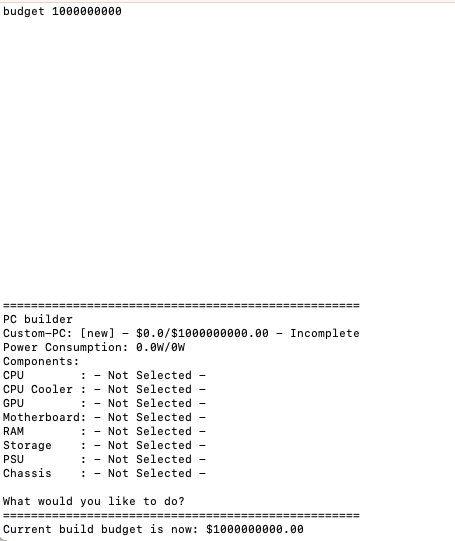 budget 1000000000
===================================================
PC builder
Custom-PC: [new] - $0.0/$1000000000.00 - Incomplete
Power Consumption: 0.0W/0W
Components:
CPU        : - Not Selected -
CPU Cooler : - Not Selected -
GPU        : - Not Selected -
Motherboard: - Not Selected -
RAM        : - Not Selected -
Storage    : - Not Selected -
PSU        : - Not Selected -
Chassis    : - Not Selected -
What would you like to do?
===================================================
Current build budget is now: $1000000000.00